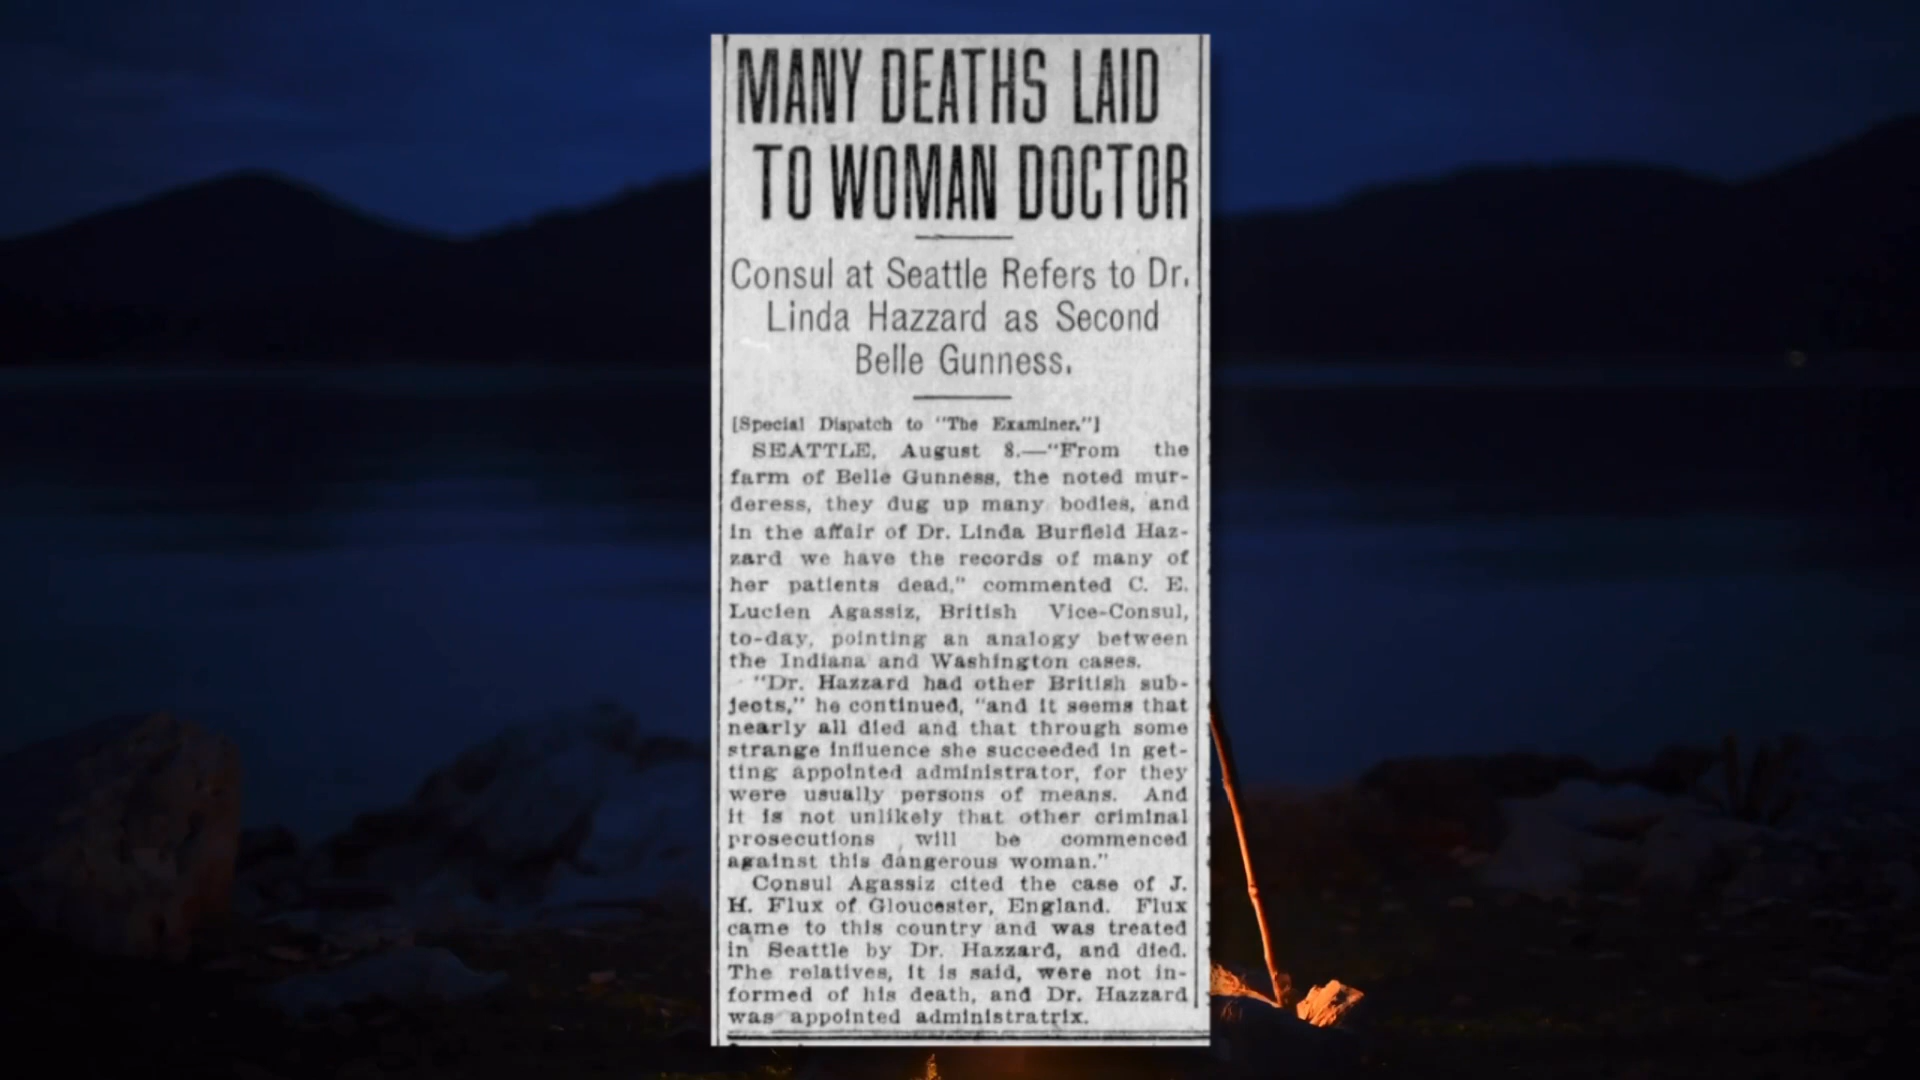 MANY DEATHS LAID
TO WOMAN DOCTOR
Consul at Seattle Refers to Dr.
Linda Hazzard as Second
Belle Gunness.
[Special Dispatch to "The Examiner."]
SEATTLE, August 8.—"From the
farm of Belle Gunness, the noted mur-
deress, they dug up many bodies, and
in the affair of Dr. Linda Burfield Haz-
zard we have the records of many of
her patients dead," commented C. E.
Lucien Agassiz, British Vice-Consul,
to-day, pointing an analogy between
the Indiana and Washington cases.
"Dr. Hazzard had other British sub-
jects," he continued, "and it seems that
nearly all died and that through some
strange influence she succeeded in get-
ting appointed administrator, for they
were usually persons of means. And
it is not unlikely that other criminal
prosecutions will be commenced
against this dangerous woman."
Consul Agassiz cited the case of J.
H. Flux of Gloucester, England. Flux
came to this country and was treated
in Seattle by Dr. Hazzard, and died.
The relatives, it is said, were not in-
formed of his death, and Dr. Hazzard
was appointed administratrix.